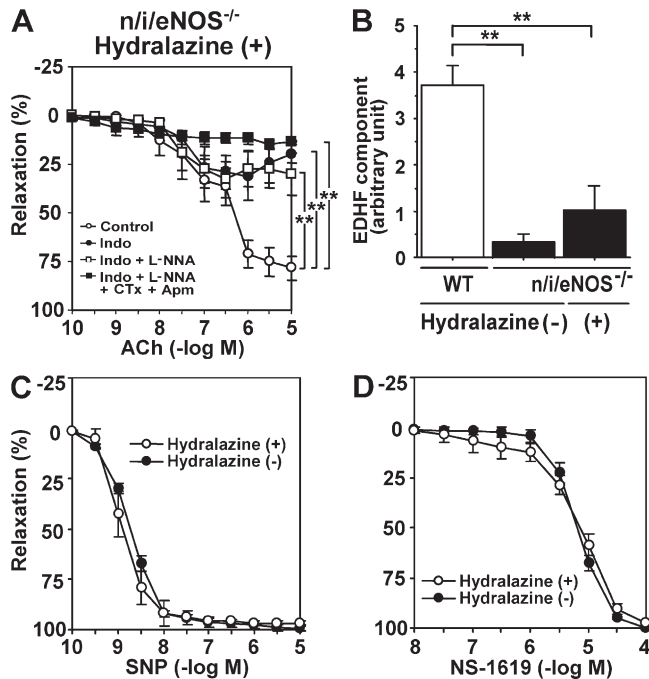 A
n/i/eNOS-/-
Hydralazine (+)
-25
0
25
50
75
100
Relaxation (%)
Control
Indo
Indo + L-NNA
Indo + L-NNA
+ CTx + Apm
**
**
**
10 9 8 7 6 5
ACh (-log M)
B
**
**
5
4
3
2
1
0
EDHF component
(arbitrary unit)
WT n/i/eNOS-/-
Hydralazine (-) (+)
C
-25
0
25
50
75
100
Relaxation (%)
Hydralazine (+)
Hydralazine (-)
10 9 8 7 6 5
SNP (-log M)
D
-25
0
25
50
75
100
Hydralazine (+)
Hydralazine (-)
8 7 6 5 4
NS-1619 (-log M)